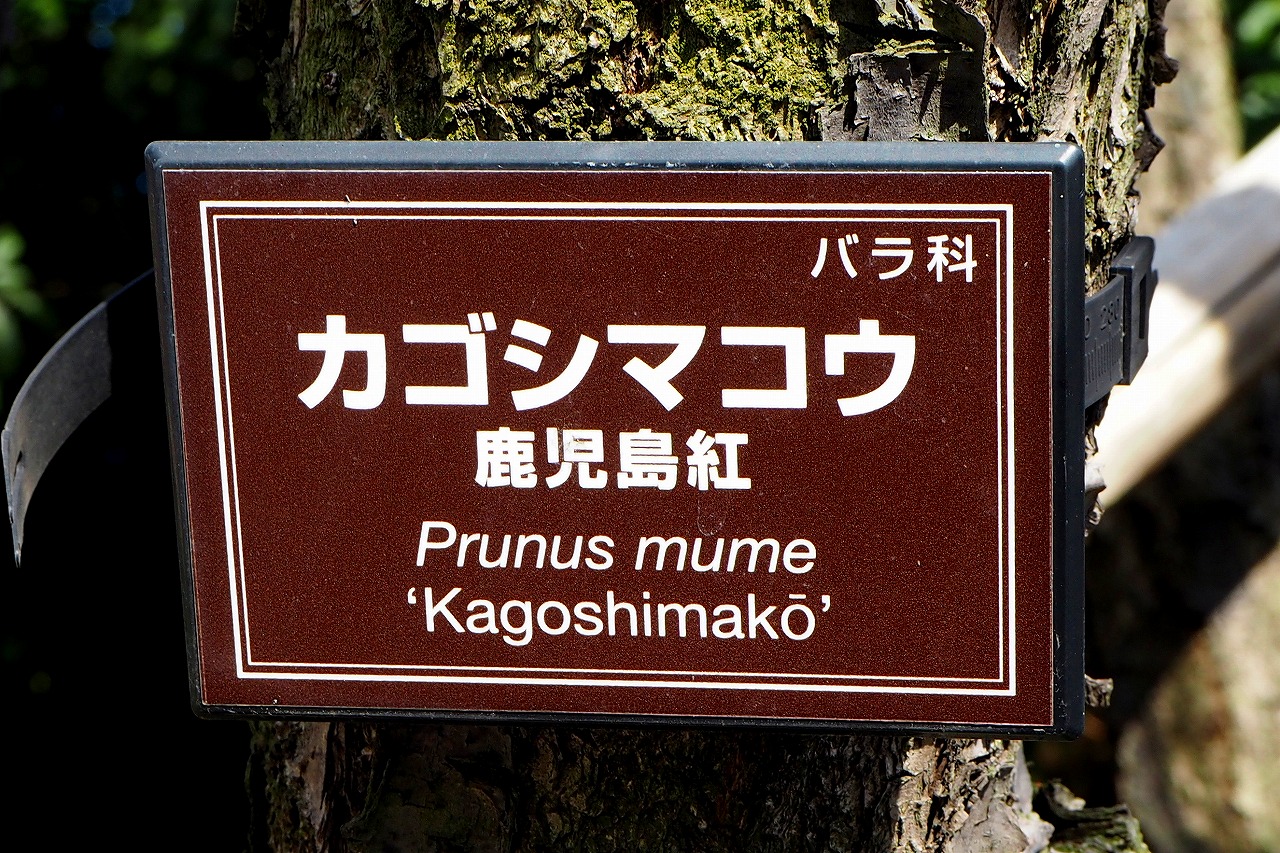 バラ科
カゴシマコウ
鹿児島紅
Prunus mume
‘Kagoshimakō’